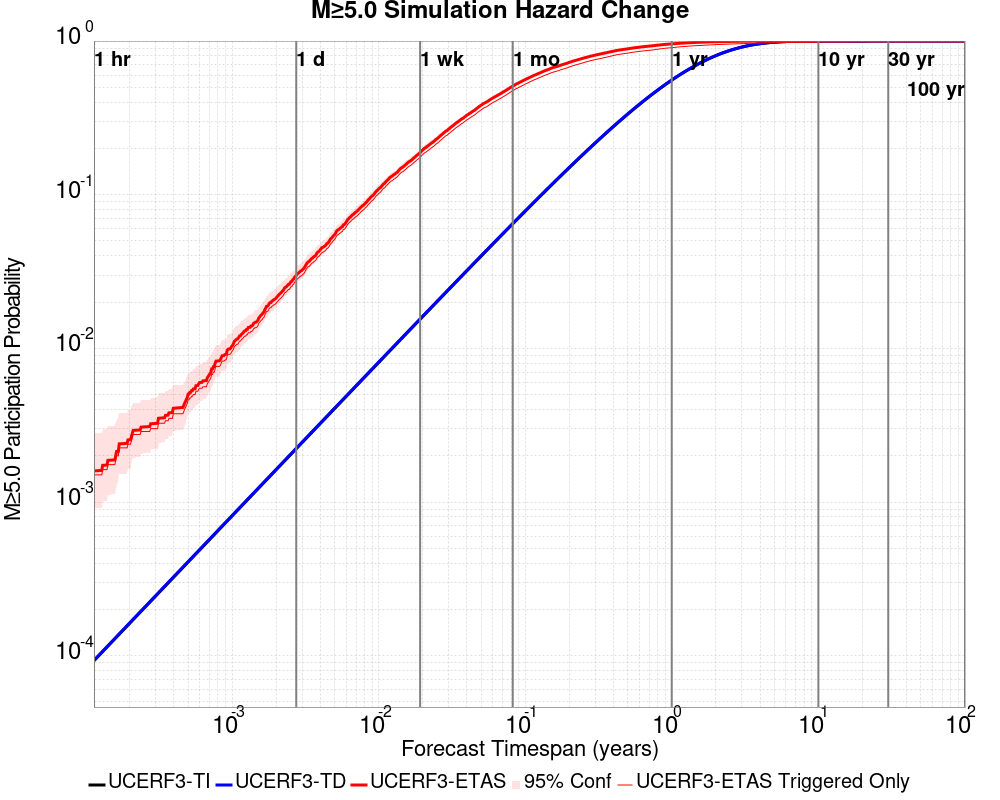 M≥5.0 Simulation Hazard Change
10^0
1 hr 1 d 1 wk 1 mo 1 yr 10 yr 30 yr
100 yr
10^-1
10^-2
10^-3
10^-4
M≥5.0 Participation Probability
10^-3 10^-2 10^-1 10^0 10^1 10^2
Forecast Timespan (years)
UCERF3-TI UCERF3-TD UCERF3-ETAS 95% Conf UCERF3-ETAS Triggered Only